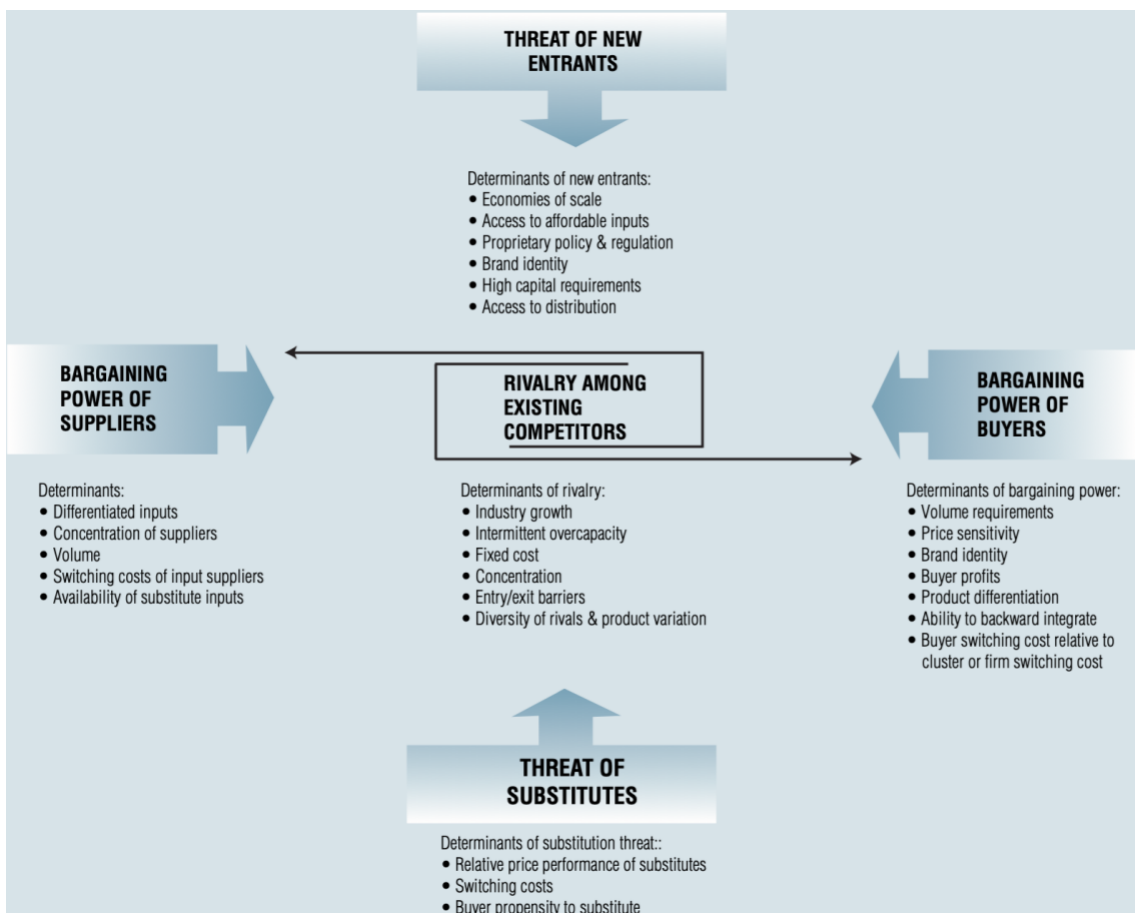 THREAT OF NEW
ENTRANTS
Determinants of new entrants:
• Economies of scale
• Access to affordable inputs
• Proprietary policy & regulation
• Brand identity
• High capital requirements
• Access to distribution
BARGAINING
POWER OF
SUPPLIERS
Determinants:
• Differentiated inputs
• Concentration of suppliers
• Volume
• Switching costs of input suppliers
• Availability of substitute inputs
RIVALRY AMONG
EXISTING
COMPETITORS
Determinants of rivalry:
• Industry growth
• Intermittent overcapacity
• Fixed cost
• Concentration
• Entry/exit barriers
• Diversity of rivals & product variation
BARGAINING
POWER OF
BUYERS
Determinants of bargaining power:
• Volume requirements
• Price sensitivity
• Brand identity
• Buyer profits
• Product differentiation
• Ability to backward integrate
• Buyer switching cost relative to
cluster or firm switching cost
THREAT OF
SUBSTITUTES
Determinants of substitution threat::
• Relative price performance of substitutes
• Switching costs
• Buyer propensity to substitute